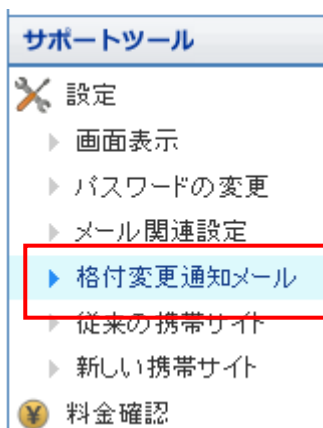 サポートツール
設定
画面表示
パスワードの変更
メール関連設定
格付変更通知メール
従来の携帯サイト
新しい携帯サイト
料金確認